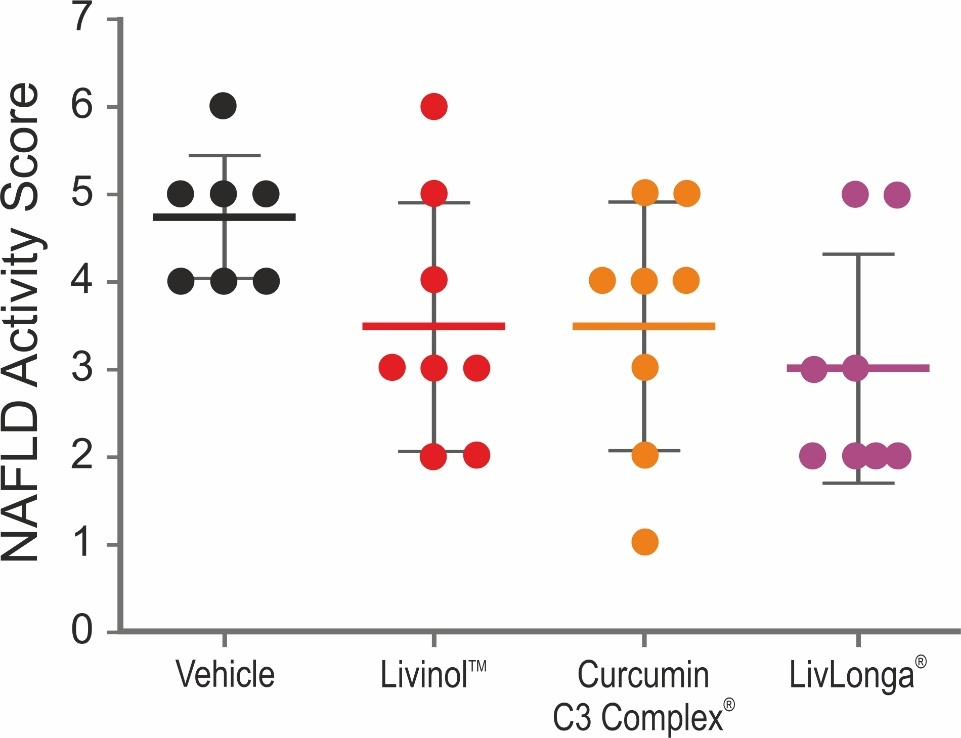 NAFLD Activity Score
7
6
5
4
3
2
1
0
Vehicle
Livinol™
Curcumin
C3 Complex®
LivLonga®